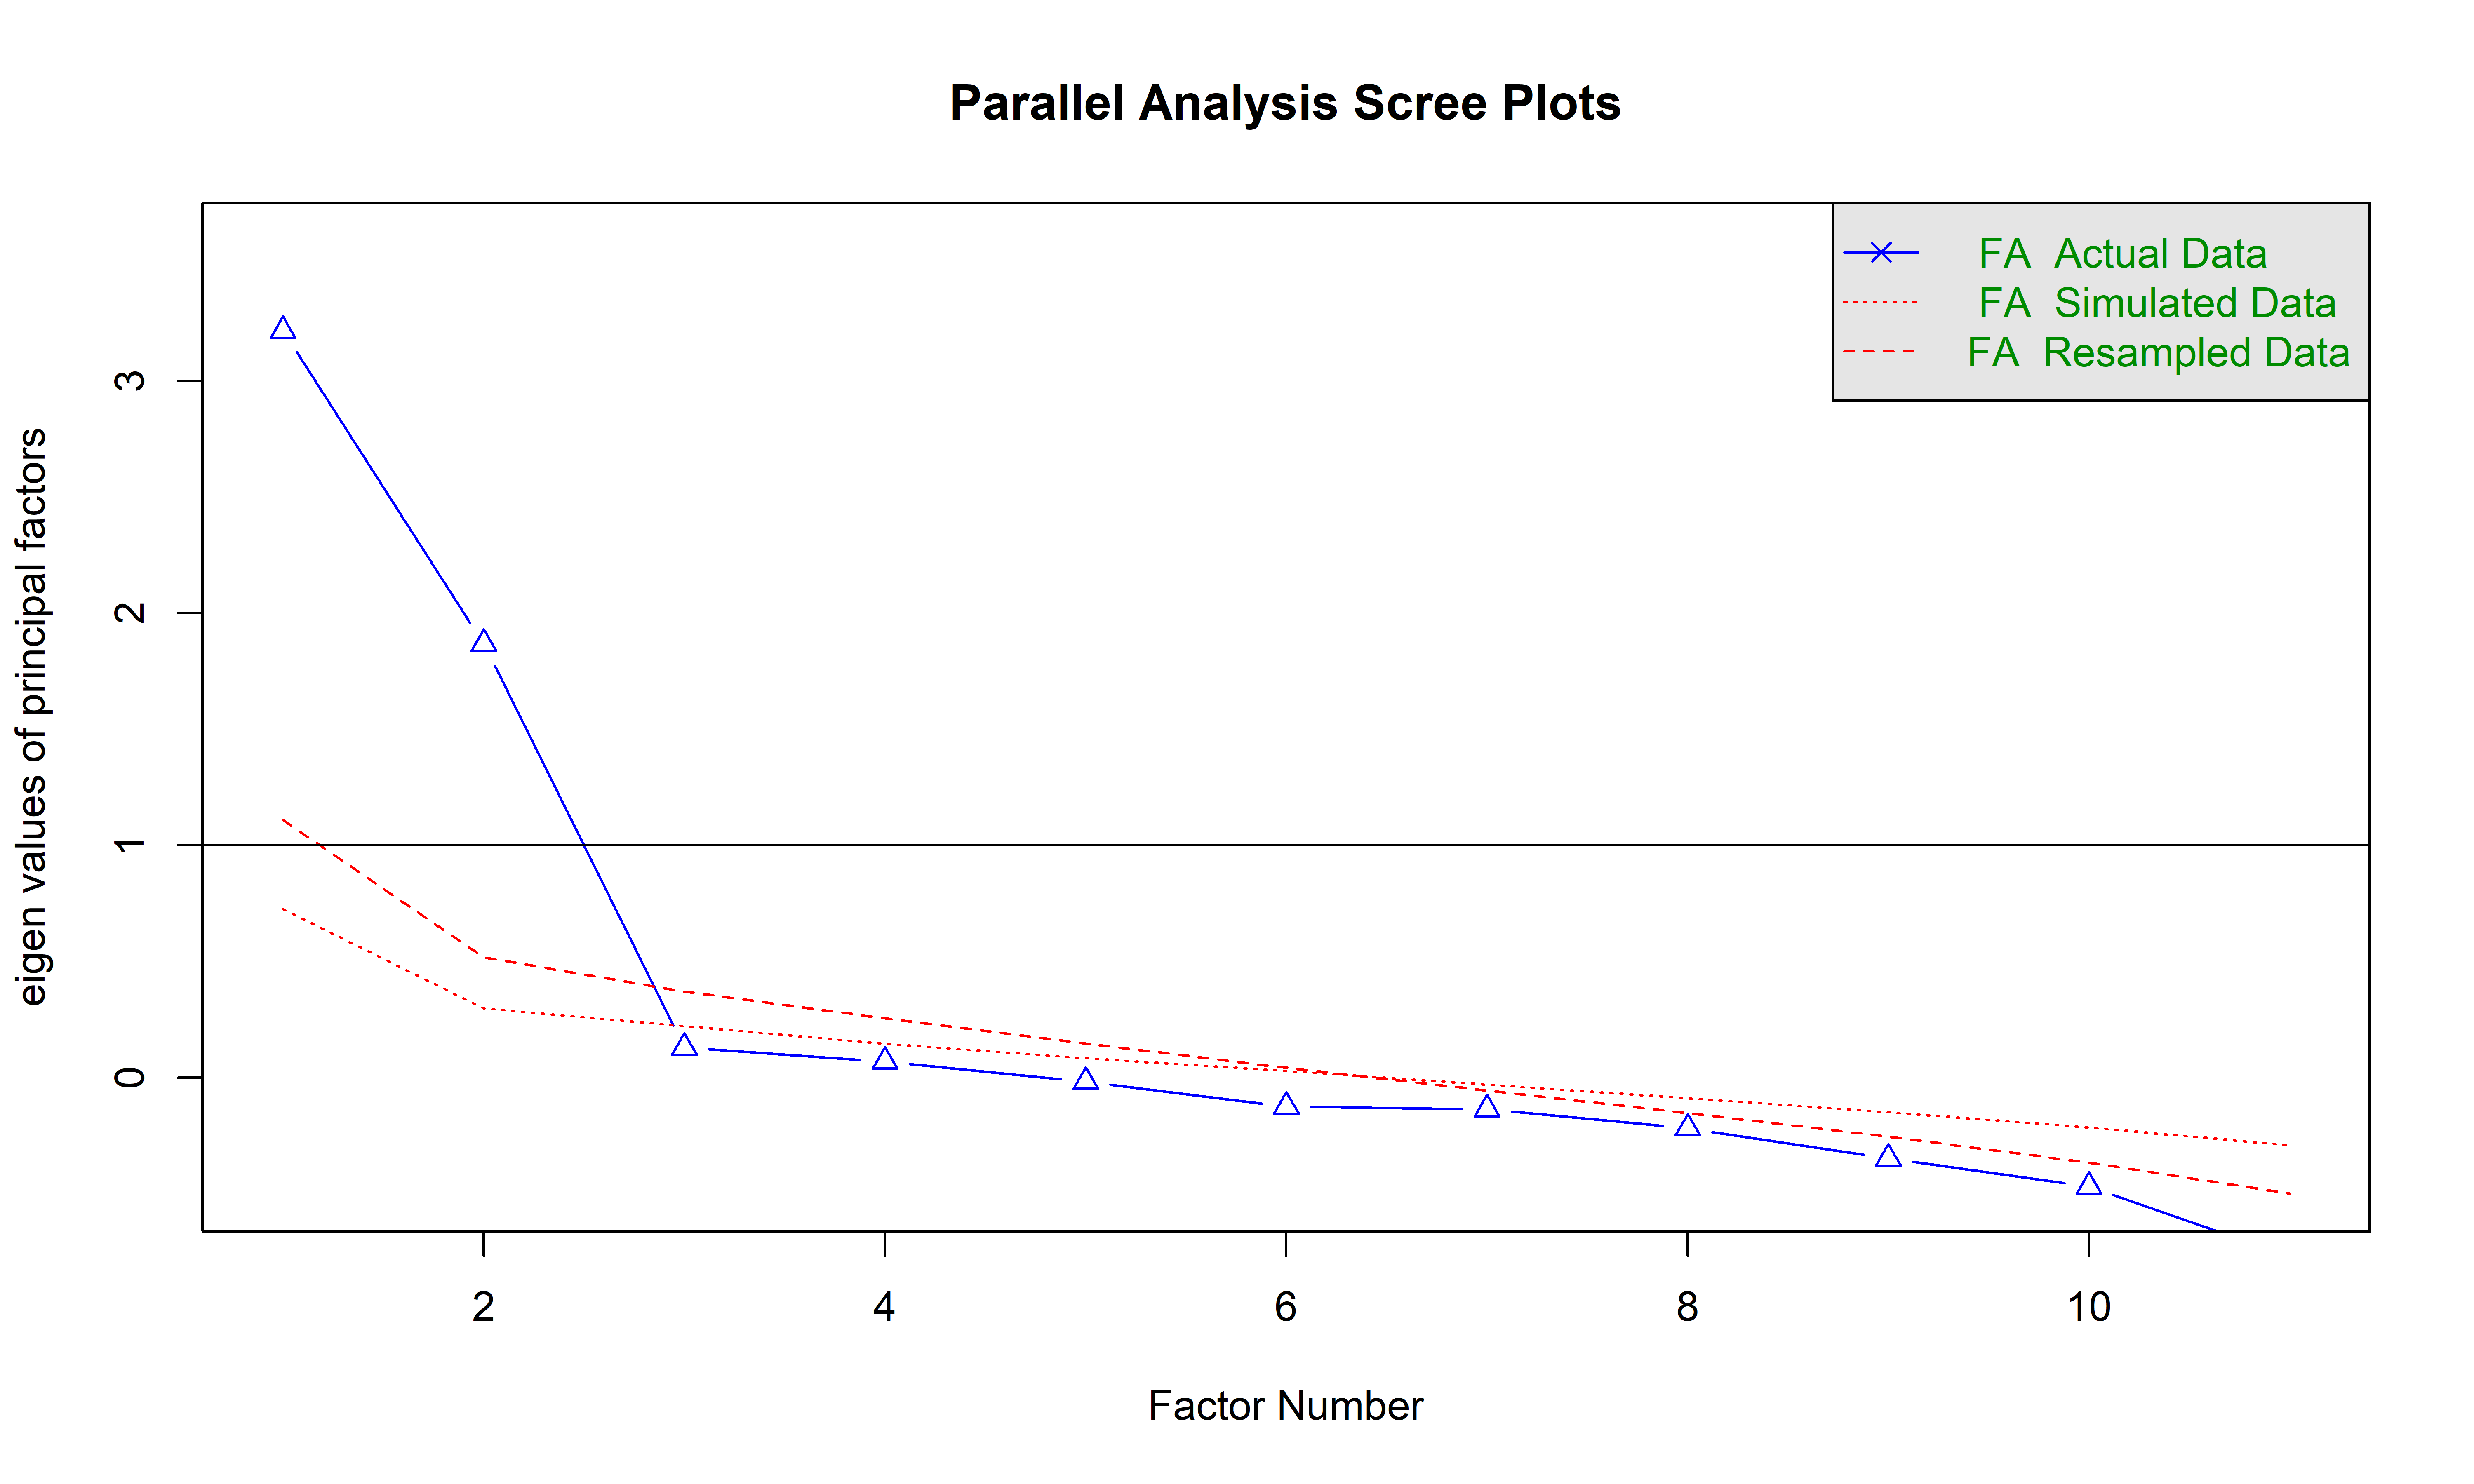 Parallel Analysis Scree Plots
FA Actual Data
FA Simulated Data
FA Resampled Data
eigen values of principal factors
3
2
1
0
2 4 6 8 10
Factor Number